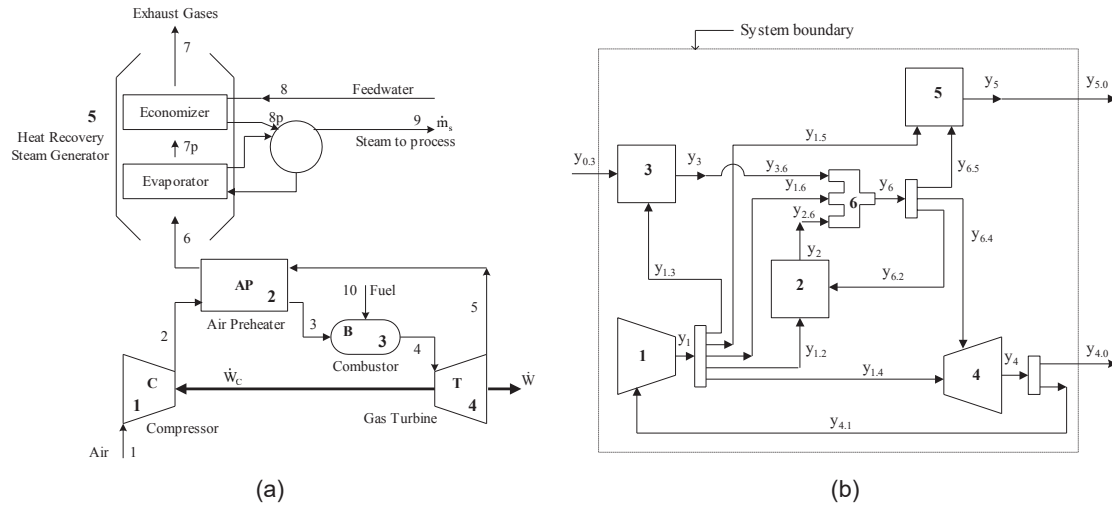 Exhaust Gases
7
8
Feedwater
Economizer
5
Heat Recovery
Steam Generator
8p
9
ṁs
Steam to process
7p
Evaporator
6
AP
2
Air Preheater
10
Fuel
5
2
3
B
3
4
Combustor
C
1
Ẇc
T
4
Ẇ
Gas Turbine
Compressor
Air
1
(a)
System boundary
5
y5
y5.0
y1.5
y0.3
3
y3
y3.6
y1.6
6
y6
y6.5
y2.6
y6.4
y2
y1.3
2
y6.2
1
y1
y1.2
y1.4
4
y4
y4.0
y4.1
(b)